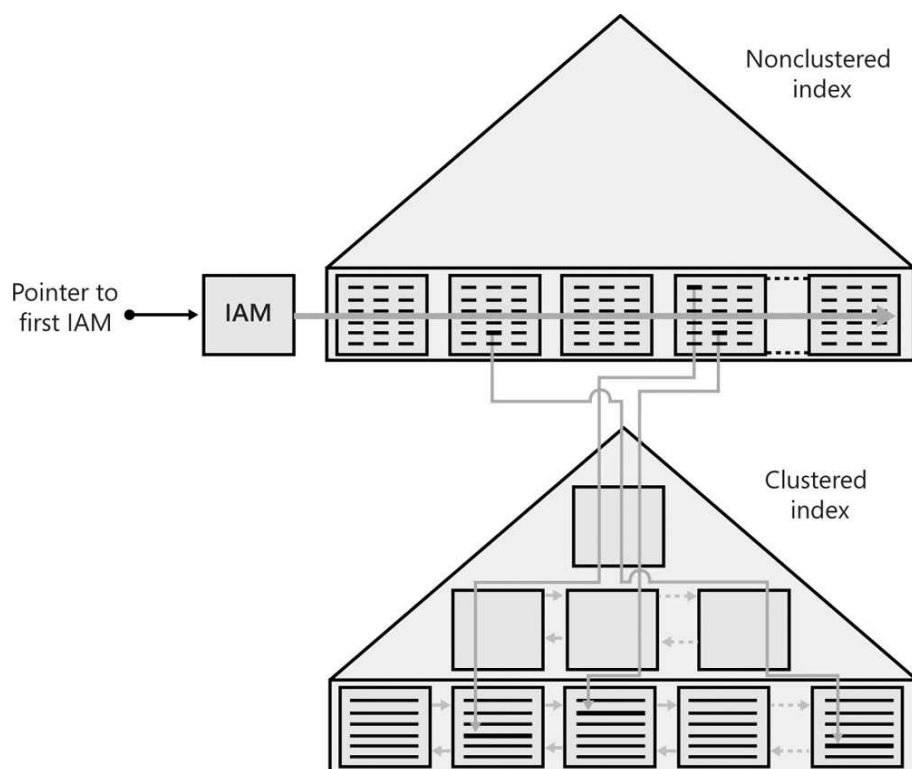 Nonclustered
index
Pointer to
first IAM
IAM
Clustered
index